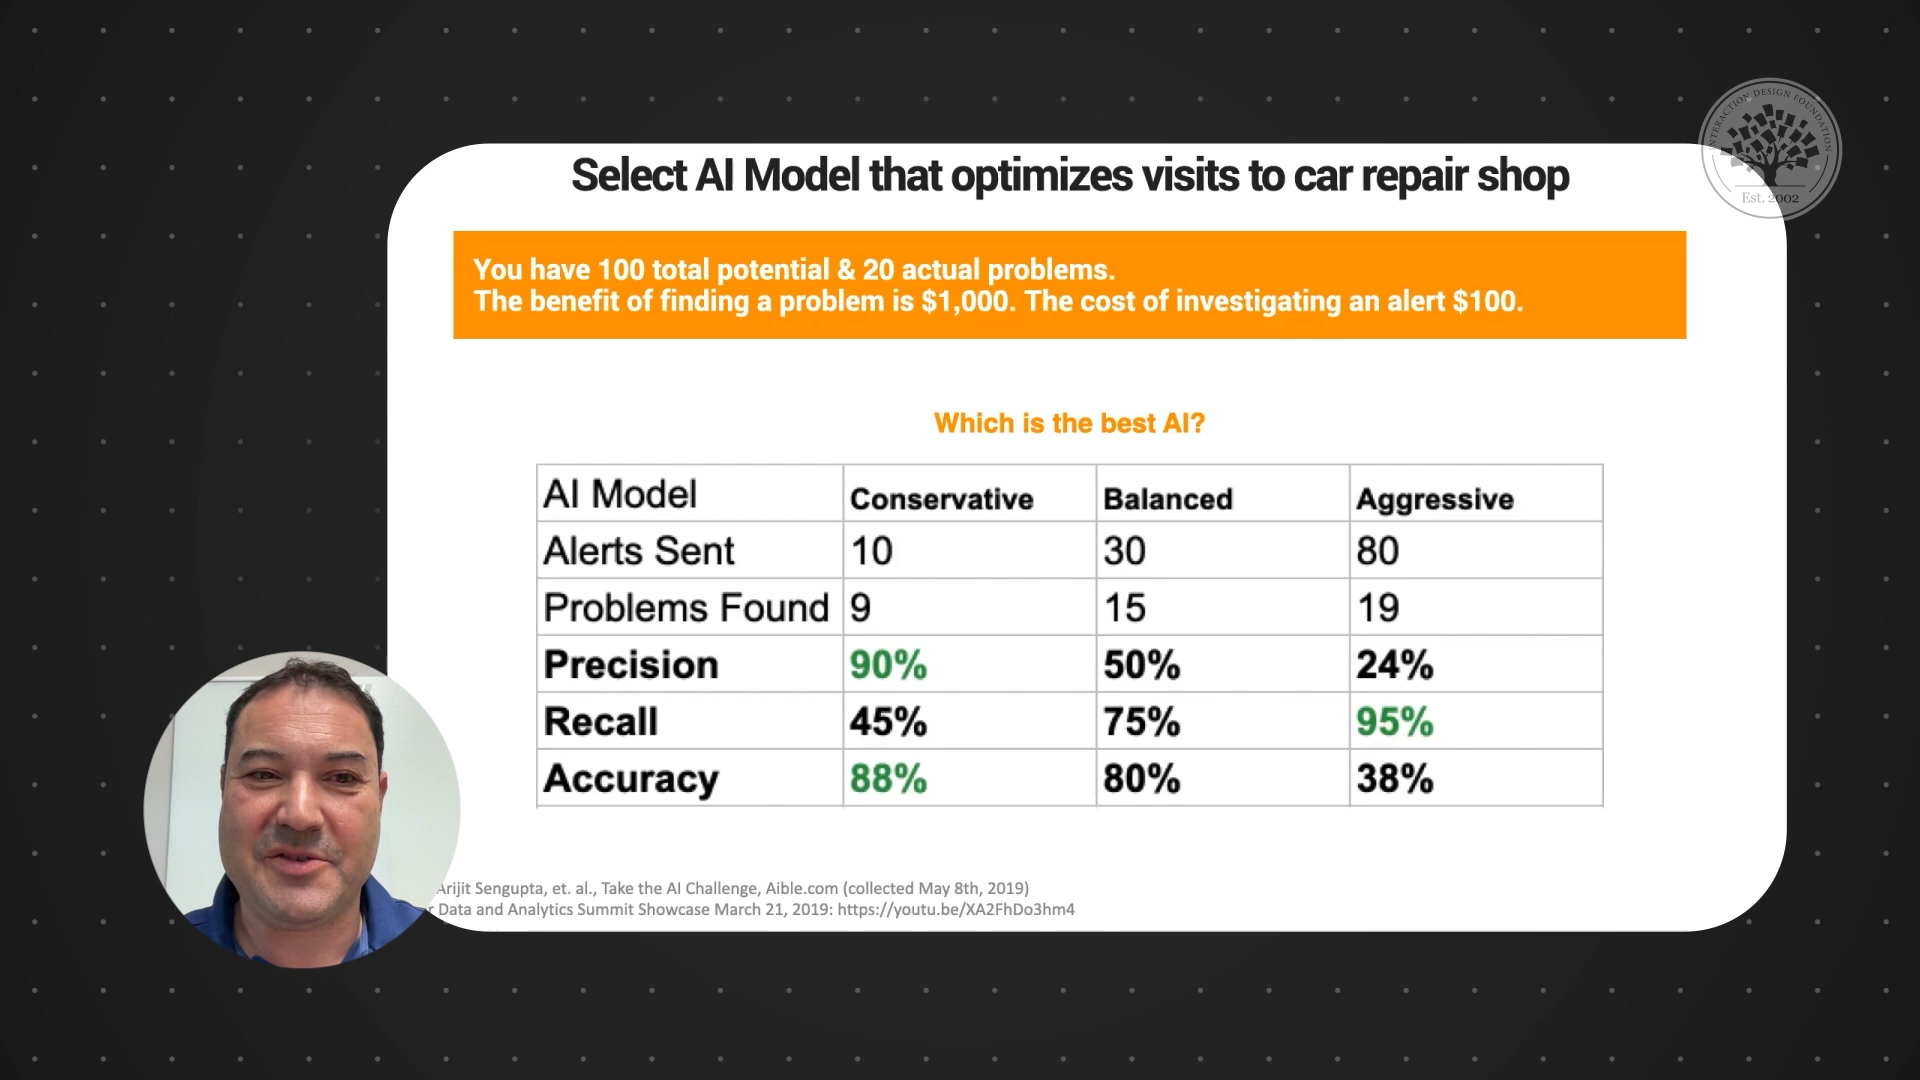 INTERACTION DESIGN FOUNDATION
Est. 2002
Select AI Model that optimizes visits to car repair shop
You have 100 total potential & 20 actual problems.
The benefit of finding a problem is $1,000. The cost of investigating an alert $100.
Which is the best AI?
AI Model Conservative Balanced Aggressive
Alerts Sent 10 30 80
Problems Found 9 15 19
Precision 90% 50% 24%
Recall 45% 75% 95%
Accuracy 88% 80% 38%
Arijit Sengupta, et. al., Take the AI Challenge, Aible.com (collected May 8th, 2019)
Data and Analytics Summit Showcase March 21, 2019: https://youtu.be/XA2FhDo3hm4